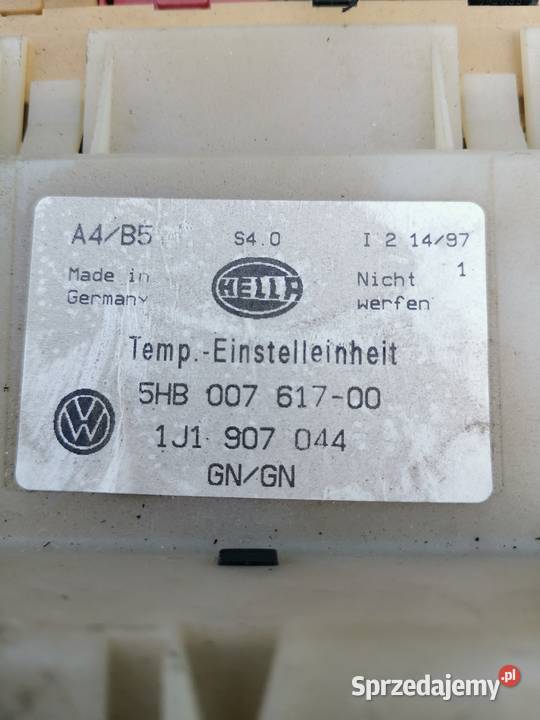 A4/B5 S4.0 I 2 14/97
Made in Germany HELLA Nicht werfen 1
Temp.-Einstelleinheit
5HB 007 617-00
VW 1J1 907 044
GN/GN
Sprzedajemy.pl